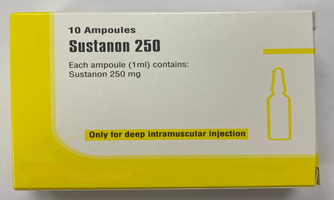 10 Ampoules
Sustanon 250
Each ampoule (1ml) contains:
Sustanon 250 mg
Only for deep intramuscular injection